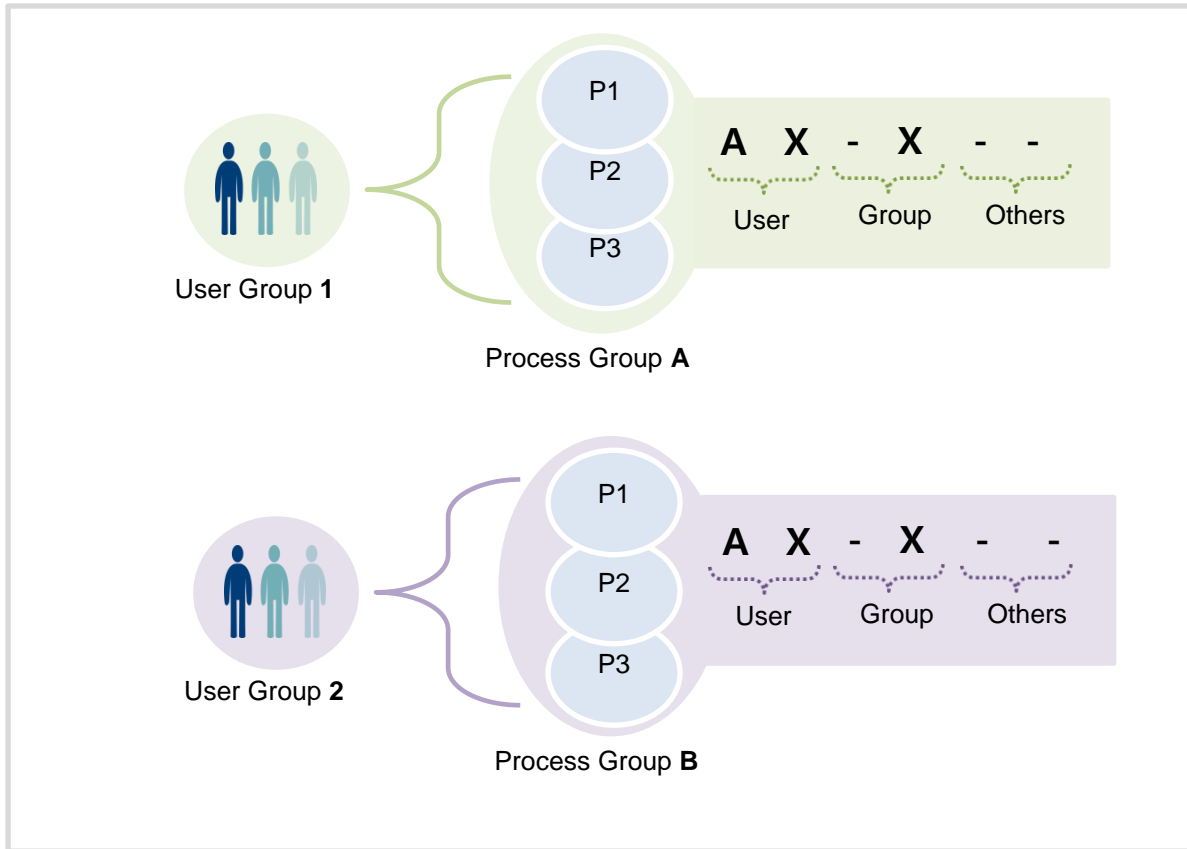 P1
A X - X - -
P2
User Group Others
P3
User Group 1
Process Group A
P1
A X - X - -
P2
User Group Others
P3
User Group 2
Process Group B